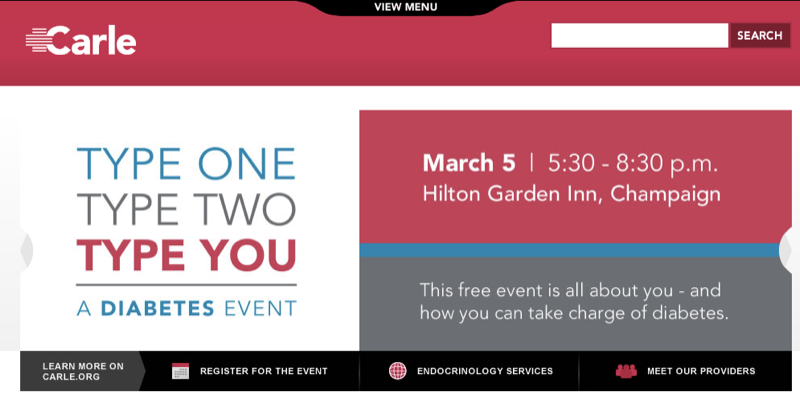 VIEW MENU
Carle
SEARCH
TYPE ONE
TYPE TWO
TYPE YOU
A DIABETES EVENT
March 5 | 5:30 - 8:30 p.m.
Hilton Garden Inn, Champaign
This free event is all about you - and
how you can take charge of diabetes.
LEARN MORE ON
CARLE.ORG
REGISTER FOR THE EVENT
ENDOCRINOLOGY SERVICES
MEET OUR PROVIDERS